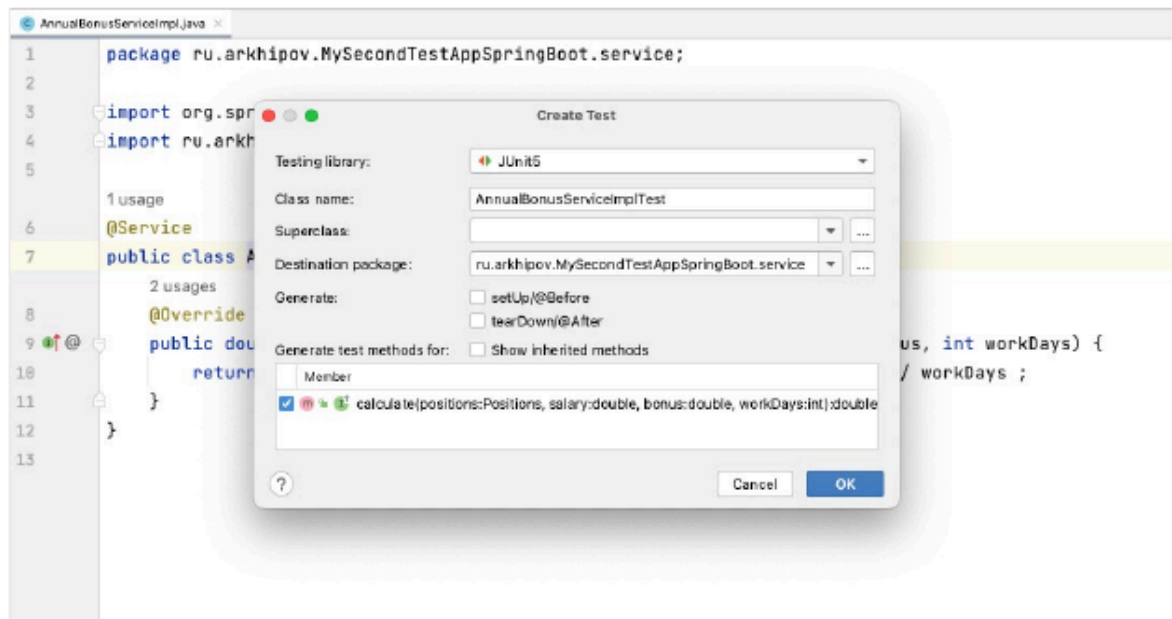 AnnualBonusServiceImpl.java
1 package ru.arkhipov.MySecondTestAppSpringBoot.service;
2
3 import org.spr
4 import ru.arkh
5
1 usage
6 @Service
7 public class A
2 usages
8 @Override
9 public dou us, int workDays) {
10 return / workDays ;
11 }
12 }
13
Create Test
Testing library: JUnit5
Class name: AnnualBonusServiceImplTest
Superclass: ...
Destination package: ru.arkhipov.MySecondTestAppSpringBoot.service ...
Generate: setUp/@Before
tearDown/@After
Generate test methods for: Show inherited methods
Member
calculate(positions:Positions, salary:double, bonus:double, workDays:int):double
? Cancel OK